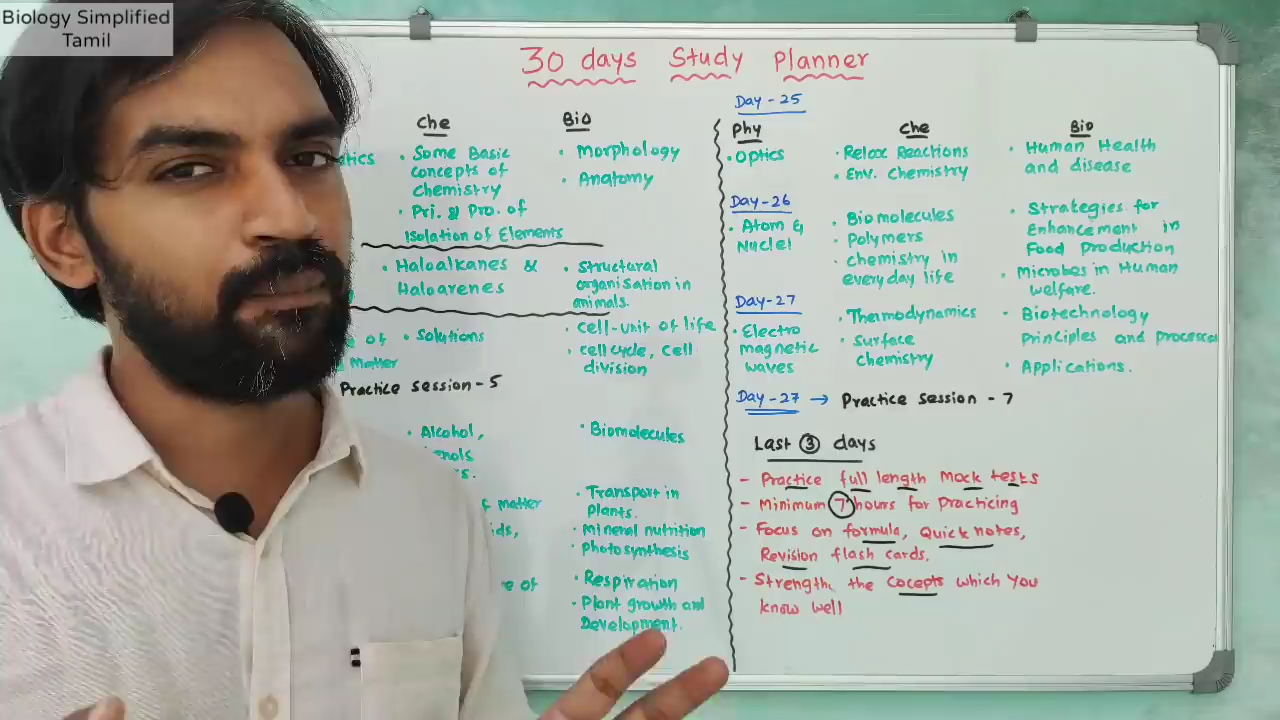 Biology Simplified
Tamil
30 days Study Planner
Che
Bio
• Some Basic
concepts of
chemistry
• Pri. & Pro. of
Isolation of Elements
• Morphology
• Anatomy
• Haloalkanes &
Haloarenes
• Structural
organisation in
animals.
• Solutions
• cell-unit of life
• cell cycle, cell
division
Matter
Practice session - 5
• Alcohol,
• Biomolecules
matter
• Transport in
Plants.
• Mineral nutrition
• Photosynthesis
• Respiration
• Plant growth and
Development.
Day - 25
Phy
Che
Bio
• Optics
• Relox Reactions
• Env. Chemistry
• Human Health
and disease
Day - 26
• Atom &
Nuclei
• Biomolecules
• Polymers
• chemistry in
everyday life
• Strategies for
Enhancement in
Food Production
• Microbes in Human
welfare.
Day-27
• Electro
magnetic
waves
• Thermodynamics
• Surface
chemistry
• Biotechnology
Principles and processes
• Applications.
Day-27 → Practice session - 7
Last 3 days
- Practice full length Mock tests
- Minimum 7 hours for Practicing
- Focus on formula, Quick notes,
Revision flash cards.
- Strength. the cocepts which You
know well